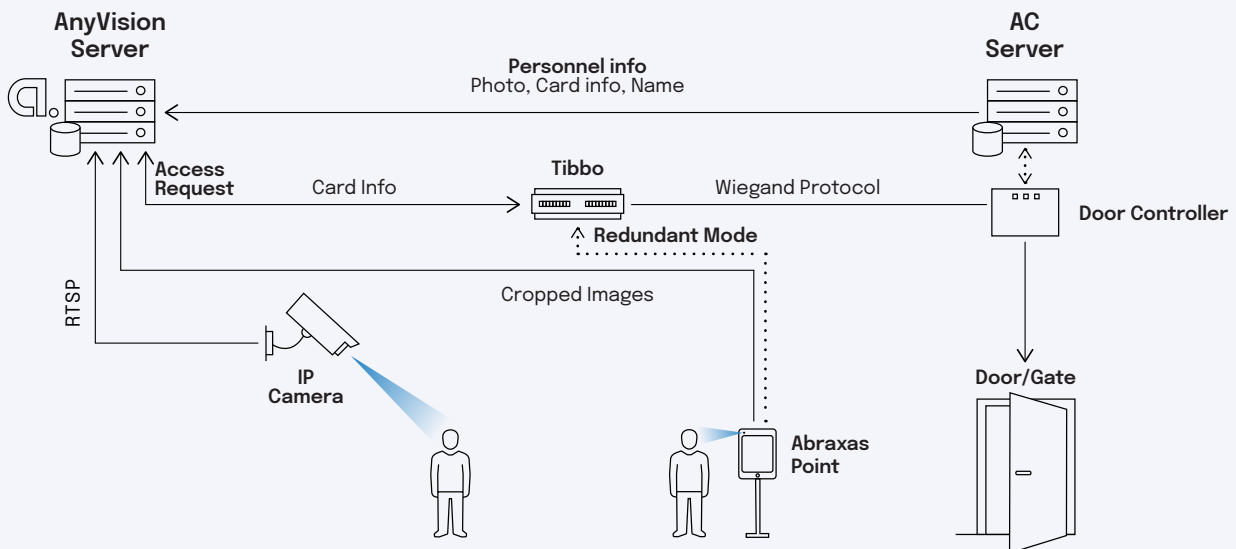 AnyVision
Server
AC
Server
Personnel info
Photo, Card info, Name
Access
Request
Card Info
Tibbo
Wiegand Protocol
Door Controller
Redundant Mode
RTSP
Cropped Images
IP
Camera
Door/Gate
Abraxas
Point